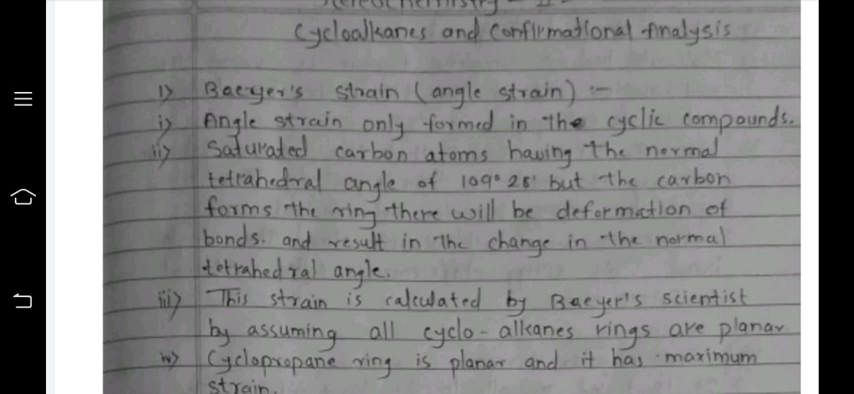 Cycloalkanes and Confirmational Analysis
1) Baeyer's strain (angle strain) :-
i) Angle strain only formed in the cyclic compounds.
ii) Saturated carbon atoms having the normal
tetrahedral angle of 109° 28' but the carbon
forms the ring there will be deformation of
bonds. and result in the change in the normal
tetrahedral angle.
iii) This strain is calculated by Baeyer's scientist
by assuming all cyclo-alkanes rings are planar
iv) Cyclopropane ring is planar and it has maximum
strain.